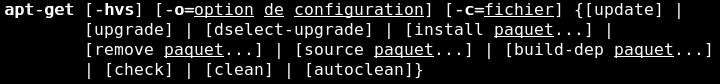 apt-get [-hvs] [-o=option de configuration] [-c=fichier] {[update] |
[upgrade] | [dselect-upgrade] | [install paquet...] |
[remove paquet...] | [source paquet...] | [build-dep paquet...]
| [check] | [clean] | [autoclean]}